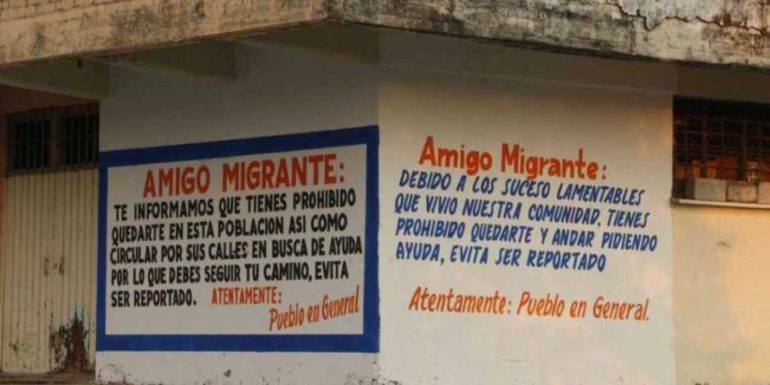 AMIGO MIGRANTE:
TE INFORMAMOS QUE TIENES PROHIBIDO
QUEDARTE EN ESTA POBLACION ASI COMO
CIRCULAR POR SUS CALLES EN BUSCA DE AYUDA
POR LO QUE DEBES SEGUIR TU CAMINO, EVITA
SER REPORTADO. ATENTAMENTE:
Pueblo en General
Amigo Migrante:
DEBIDO A LOS SUCESO LAMENTABLES
QUE VIVIO NUESTRA COMUNIDAD. TIENES
PROHIBIDO QUEDARTE Y ANDAR PIDIENDO
AYUDA, EVITA SER REPORTADO
Atentamente: Pueblo en General.